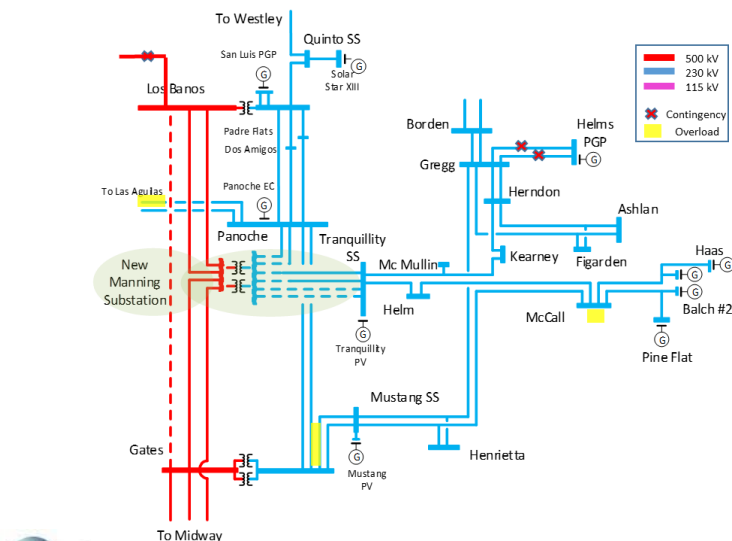 To Westley
Quinto SS
San Luis PGP
G
G
Solar
Star XIII
500 kV
230 kV
115 kV
Contingency
Overload
Los Banos
Padre Flats
Dos Amigos
Borden
Helms
PGP
G
Gregg
To Las Aguilas
Panoche EC
G
Herndon
Ashlan
Panoche
Tranquillity
SS
Mc Mullin
Kearney
Figarden
Haas
G
New
Manning
Substation
G
Helm
McCall
G
Balch #2
G
Tranquillity
PV
G
Pine Flat
Mustang SS
Gates
G
Mustang
PV
Henrietta
To Midway